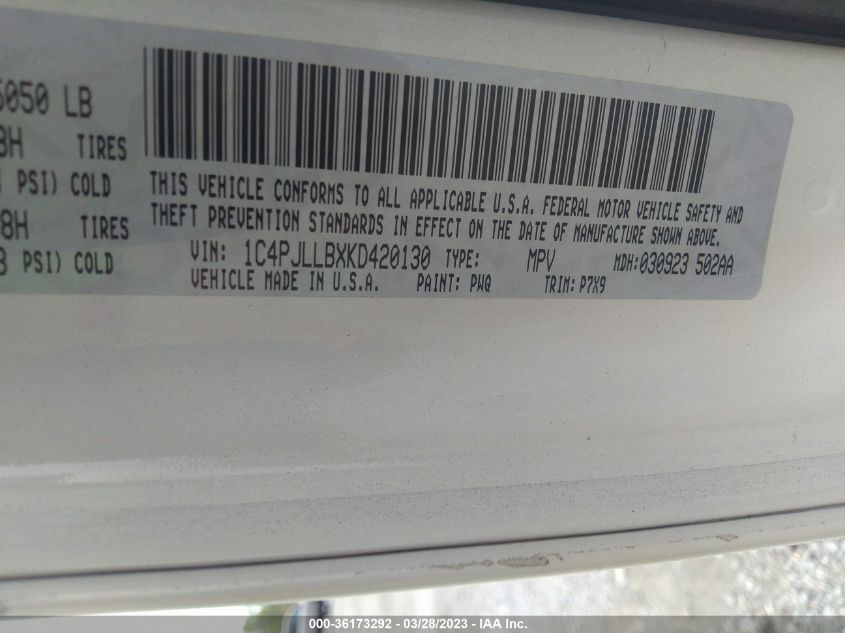 5050 LB
8H TIRES
PSI) COLD
8H TIRES
PSI) COLD
THIS VEHICLE CONFORMS TO ALL APPLICABLE U.S.A. FEDERAL MOTOR VEHICLE SAFETY AND
THEFT PREVENTION STANDARDS IN EFFECT ON THE DATE OF MANUFACTURE SHOWN ABOVE.
VIN: 1C4PJLLBXKD420130 TYPE: MPV MDH:030923 502AA
VEHICLE MADE IN U.S.A. PAINT: PWQ TRIM: P7X9
000-36173292 - 03/28/2023 - IAA Inc.